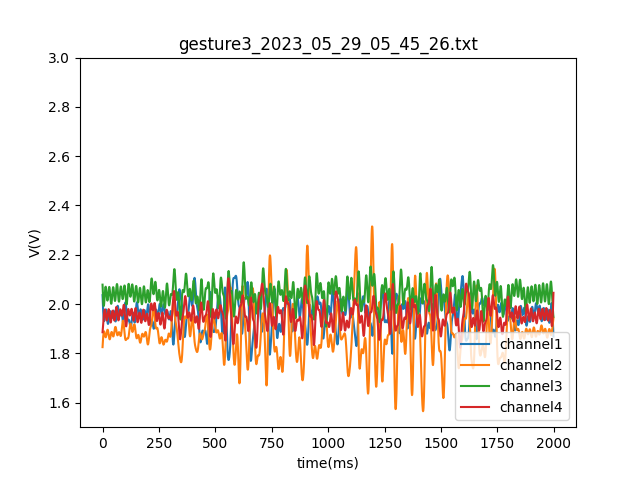 gesture3_2023_05_29_05_45_26.txt
3.0
2.8
2.6
2.4
2.2
2.0
1.8
1.6
V(V)
channel1
channel2
channel3
channel4
0 250 500 750 1000 1250 1500 1750 2000
time(ms)